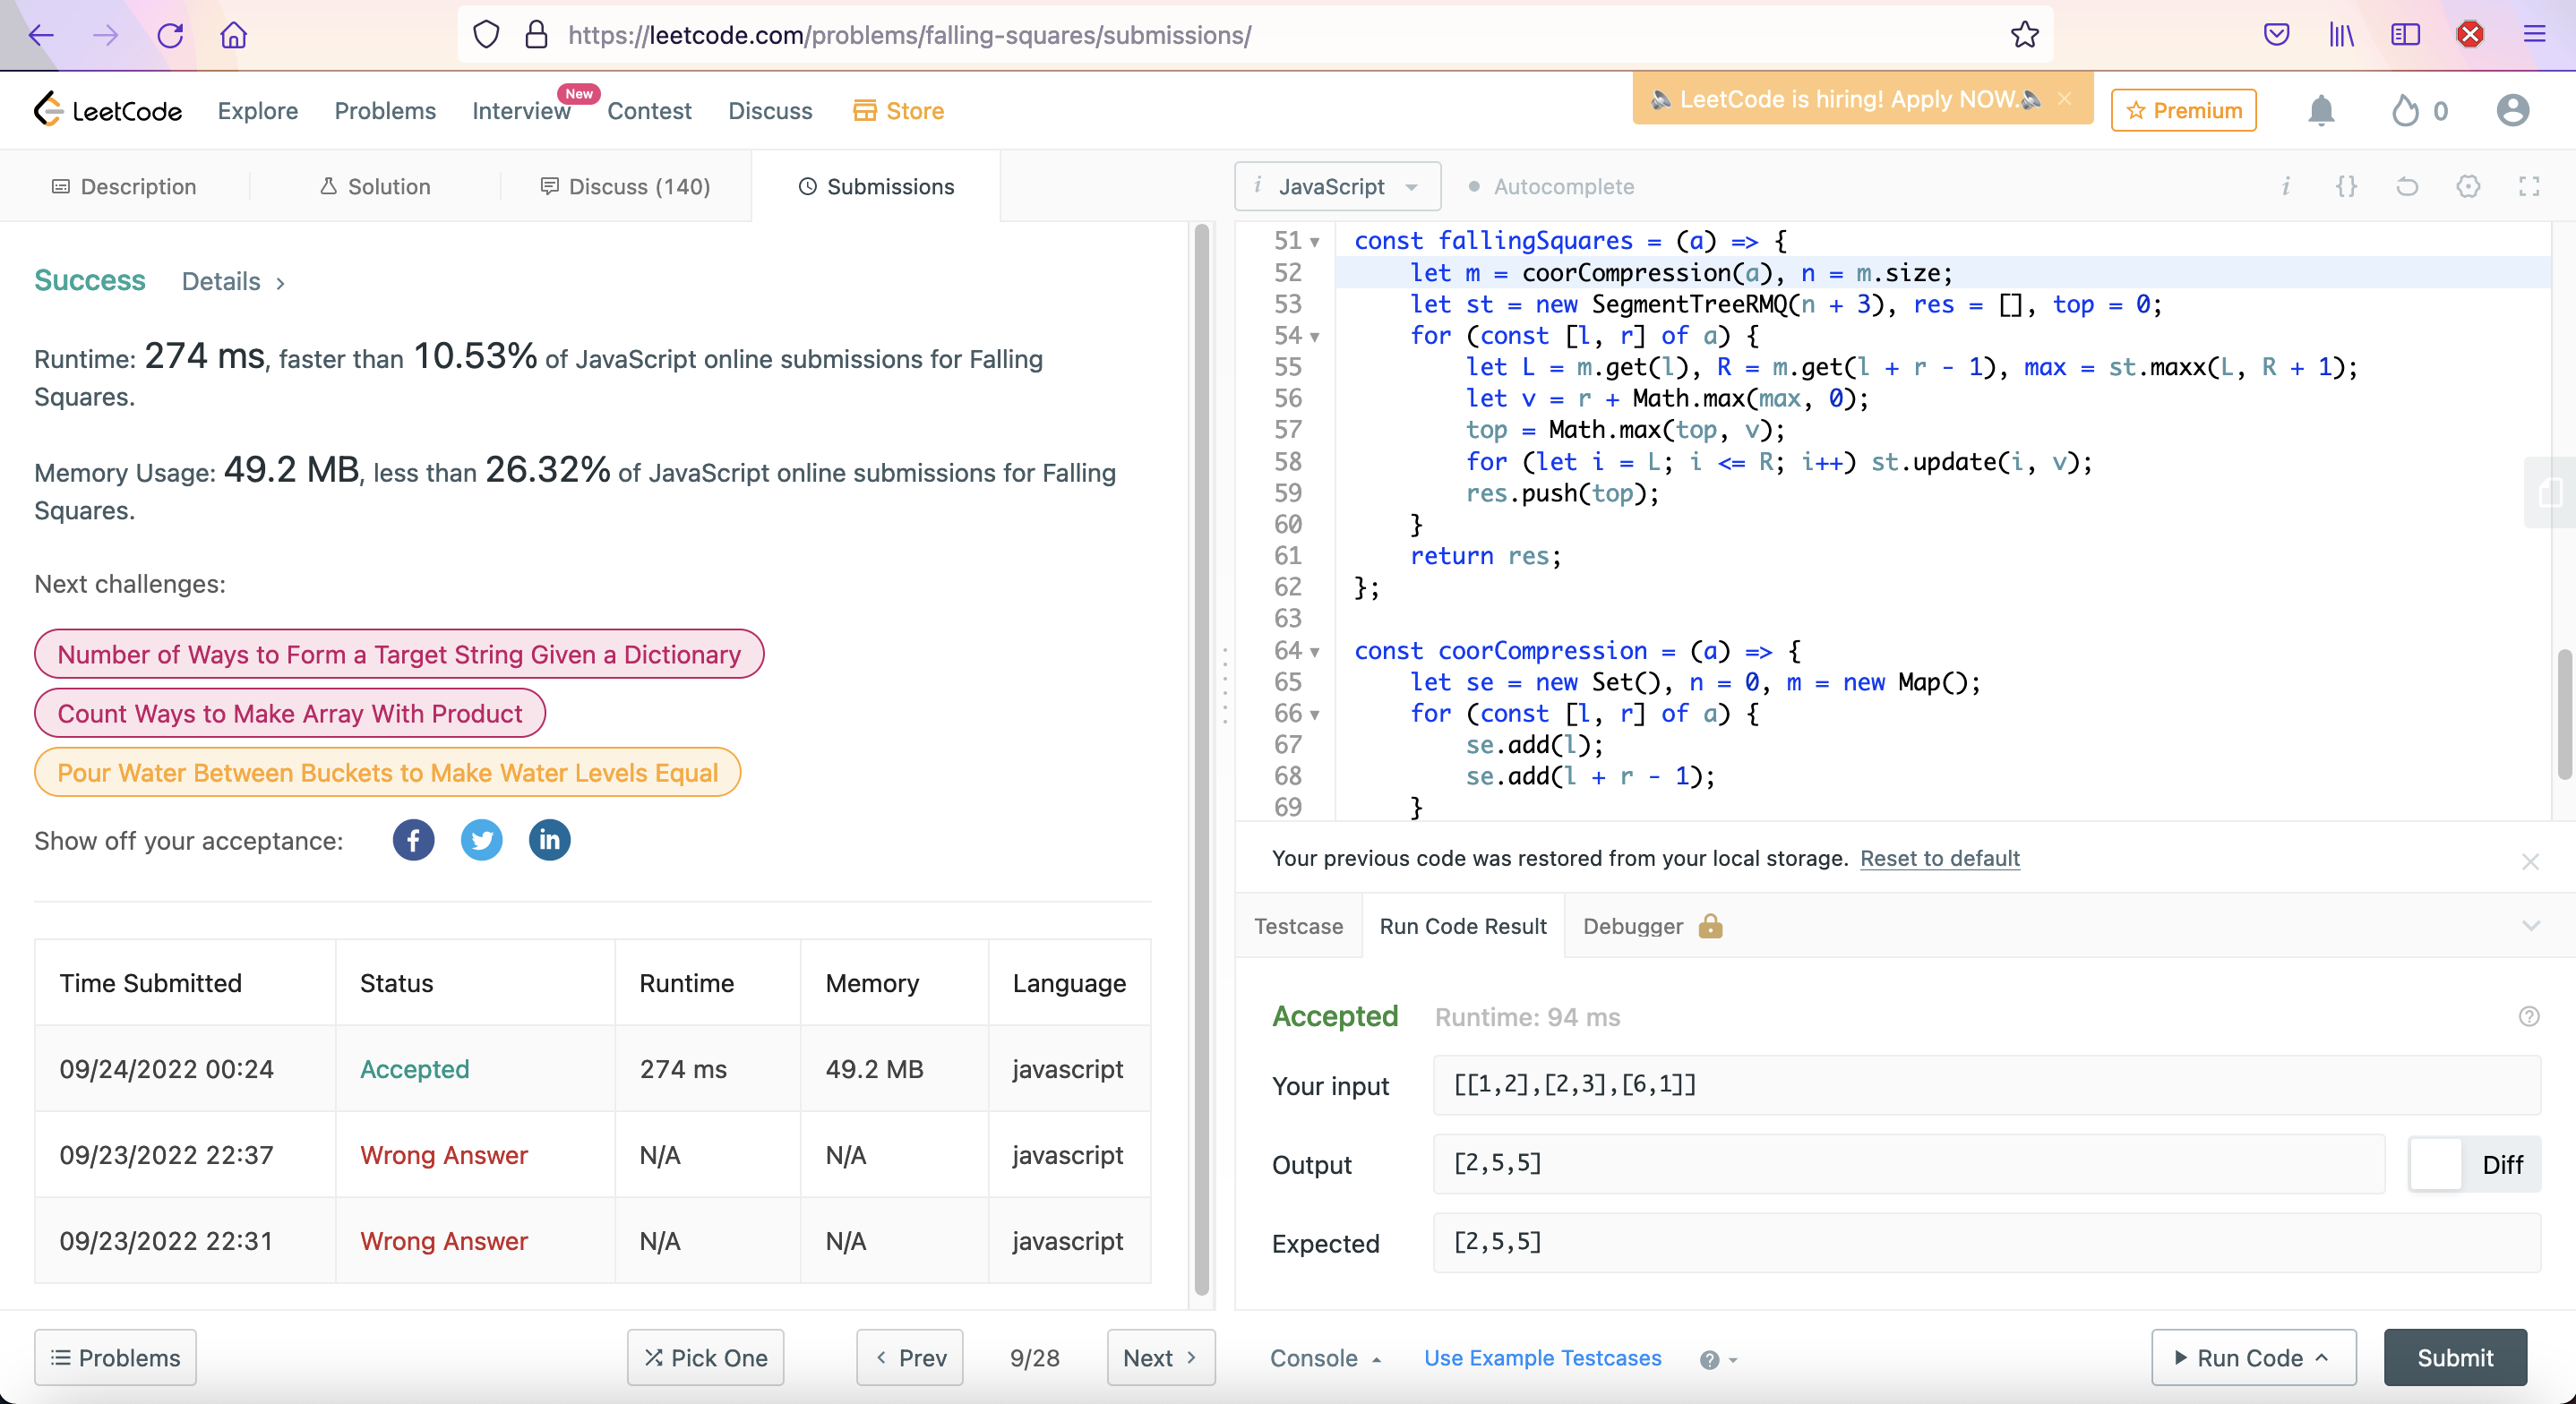 https://leetcode.com/problems/falling-squares/submissions/
LeetCode Explore Problems Interview New Contest Discuss Store
LeetCode is hiring! Apply NOW.
Premium
0
Description
Solution
Discuss (140)
Submissions
Success Details >
Runtime: 274 ms, faster than 10.53% of JavaScript online submissions for Falling
Squares.
Memory Usage: 49.2 MB, less than 26.32% of JavaScript online submissions for Falling
Squares.
Next challenges:
Number of Ways to Form a Target String Given a Dictionary
Count Ways to Make Array With Product
Pour Water Between Buckets to Make Water Levels Equal
Show off your acceptance:
Time Submitted Status Runtime Memory Language
09/24/2022 00:24 Accepted 274 ms 49.2 MB javascript
09/23/2022 22:37 Wrong Answer N/A N/A javascript
09/23/2022 22:31 Wrong Answer N/A N/A javascript
Problems
Pick One
< Prev
9/28
Next >
i JavaScript
Autocomplete
i {}
51 const fallingSquares = (a) => {
52 let m = coorCompression(a), n = m.size;
53 let st = new SegmentTreeRMQ(n + 3), res = [], top = 0;
54 for (const [l, r] of a) {
55 let L = m.get(l), R = m.get(l + r - 1), max = st.maxx(L, R + 1);
56 let v = r + Math.max(max, 0);
57 top = Math.max(top, v);
58 for (let i = L; i <= R; i++) st.update(i, v);
59 res.push(top);
60 }
61 return res;
62 };
63
64 const coorCompression = (a) => {
65 let se = new Set(), n = 0, m = new Map();
66 for (const [l, r] of a) {
67 se.add(l);
68 se.add(l + r - 1);
69 }
Your previous code was restored from your local storage. Reset to default
Testcase
Run Code Result
Debugger
Accepted Runtime: 94 ms
Your input [[1,2],[2,3],[6,1]]
Output [2,5,5]
Diff
Expected [2,5,5]
Console
Use Example Testcases
Run Code
Submit